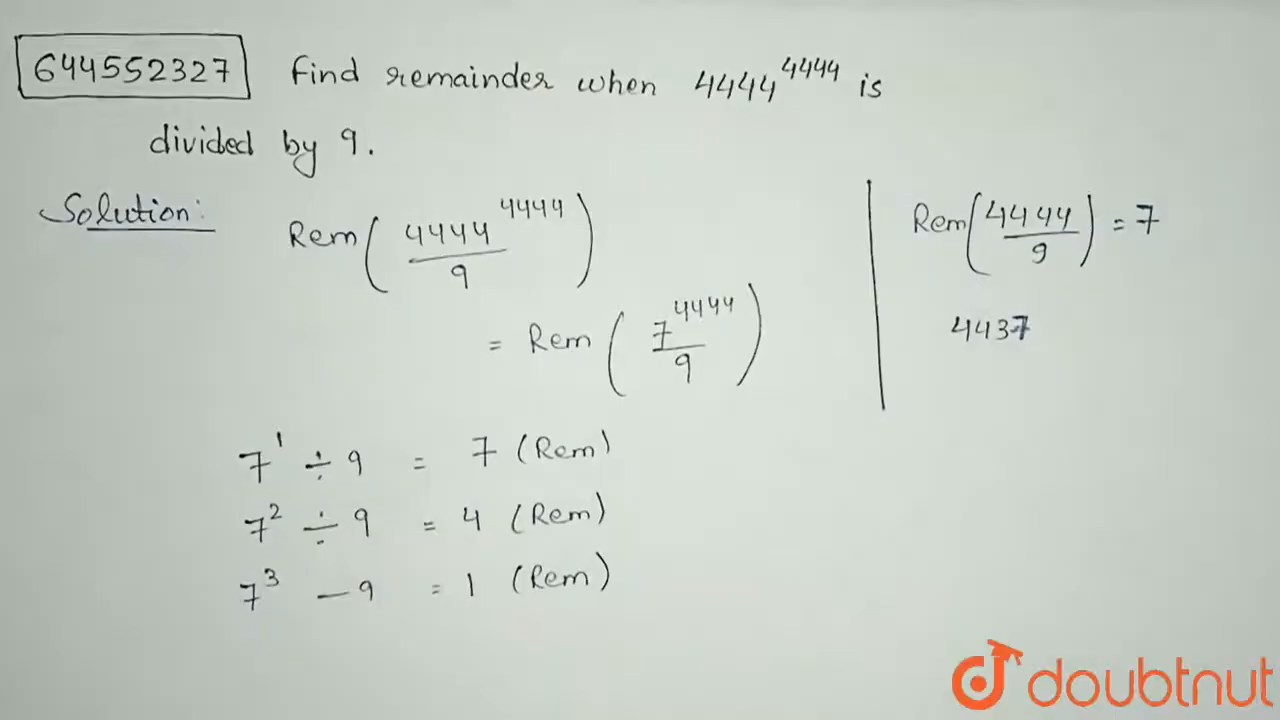 644552327 Find remainder when 4444^4444 is
divided by 9.
Solution:
Rem(4444^4444/9)
= Rem(7^4444/9)
7^1 ÷ 9 = 7 (Rem)
7^2 ÷ 9 = 4 (Rem)
7^3 — 9 = 1 (Rem)
Rem(4444/9) = 7
4437
doubtnut